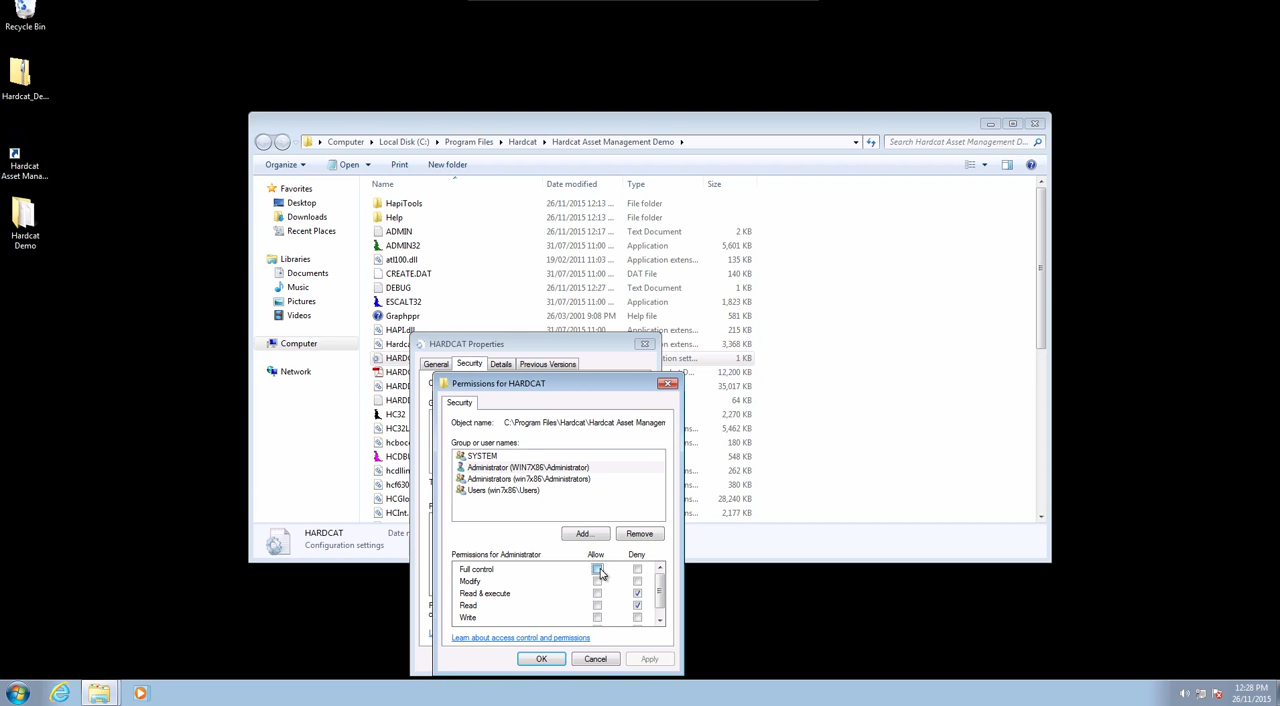 Recycle Bin
Hardcat_De...
Hardcat
Asset Mana...
Hardcat
Demo
Computer
Local Disk (C:)
Program Files
Hardcat
Hardcat Asset Management Demo
Search Hardcat Asset Management D...
Organize
Open
Print
New folder
Favorites
Desktop
Downloads
Recent Places
Libraries
Documents
Music
Pictures
Videos
Computer
Network
Name Date modified Type Size
HapiTools 26/11/2015 12:13 ... File folder
Help 26/11/2015 12:13 ... File folder
ADMIN 26/11/2015 12:17 ... Text Document 2 KB
ADMIN32 31/07/2015 11:00 ... Application 5,601 KB
atl100.dll 19/02/2011 11:03 ... Application extens... 135 KB
CREATE.DAT 31/07/2015 11:00 ... DAT File 140 KB
DEBUG 26/11/2015 12:27 ... Text Document 1 KB
ESCALT32 31/07/2015 11:00 ... Application 1,823 KB
Graphppr 26/03/2001 9:08 PM Help file 581 KB
HAPI.dll 31/07/2015 11:00 Application extens... 215 KB
Hardca ns... 3,368 KB
HARDC ation sett... 1 KB
HARDC 12,200 KB
HARDD 35,017 KB
HARDD 64 KB
HC32 2,270 KB
HC32L ns... 5,462 KB
hcboc ns... 180 KB
HCDBL ns... 548 KB
hcdllin ns... 262 KB
hcf630 ns... 380 KB
HCGlo ns... 28,240 KB
HCInt. ns... 2,177 KB
HARDCAT Date m
Configuration settings
HARDCAT Properties
General Security Details Previous Versions
Permissions for HARDCAT
Security
Object name: C:\Program Files\Hardcat\Hardcat Asset Managem
Group or user names:
SYSTEM
Administrator (WIN7X86\Administrator)
Administrators (win7x86\Administrators)
Users (win7x86\Users)
Add...
Remove
Permissions for Administrator Allow Deny
Full control
Modify
Read & execute
Read
Write
Learn about access control and permissions
OK
Cancel
Apply
12:28 PM
26/11/2015